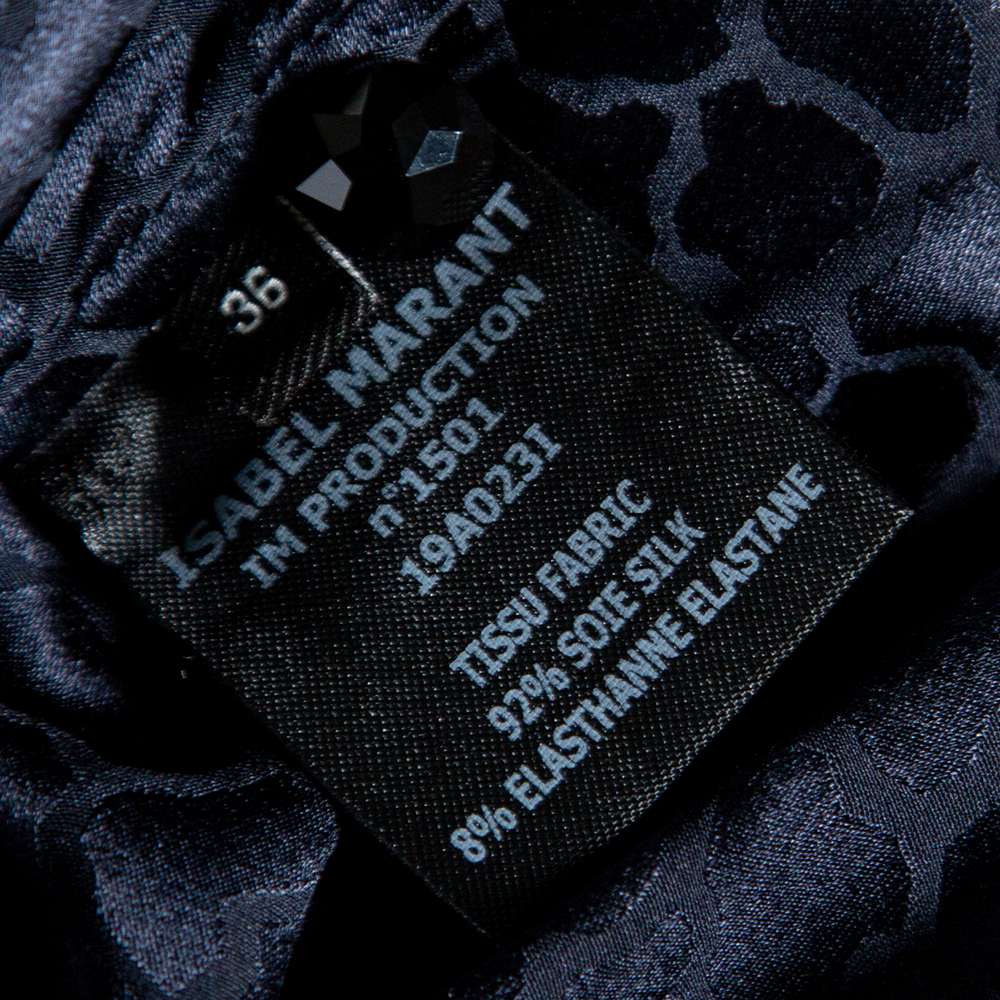 36
ISABEL MARANT
IM PRODUCTION
n°1501
19A023I
TISSU FABRIC
92% SOIE SILK
8% ELASTHANNE ELASTANE